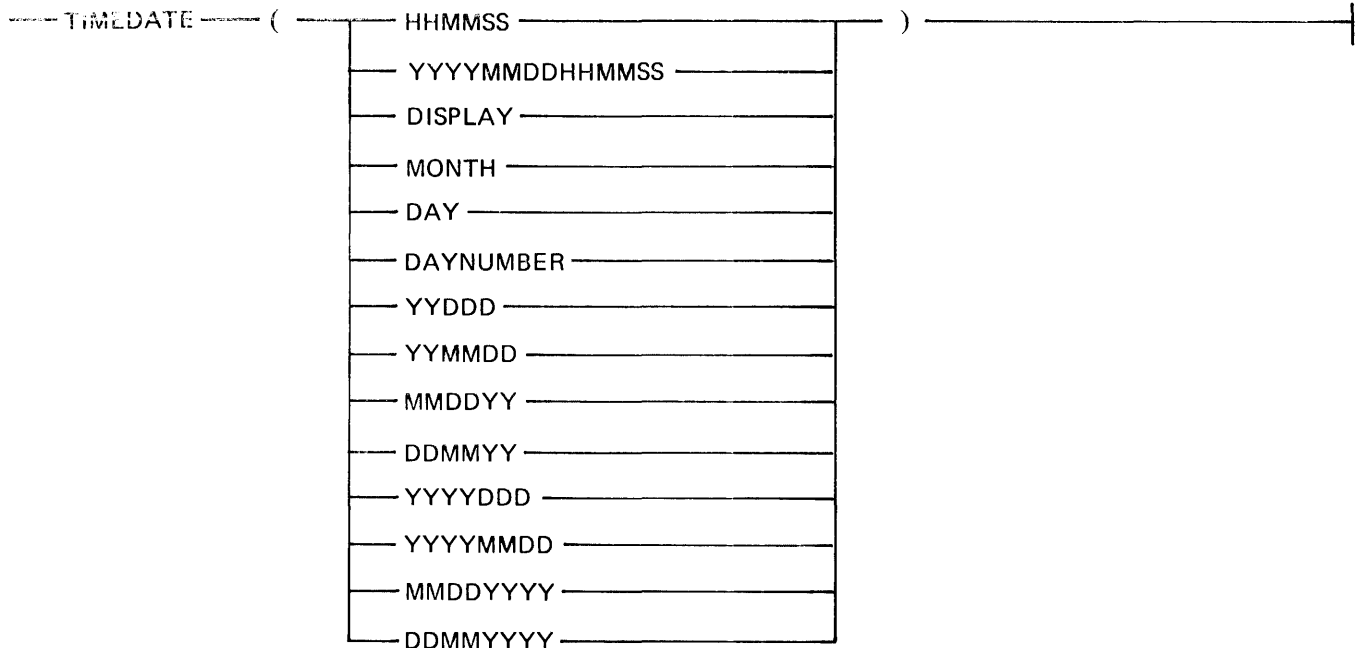 TIMEDATE ( HHMMSS )
YYYYMMDDHHMMSS
DISPLAY
MONTH
DAY
DAYNUMBER
YYDDD
YYMMDD
MMDDYY
DDMMYY
YYYYDDD
YYYYMMDD
MMDDYYYY
DDMMYYYY